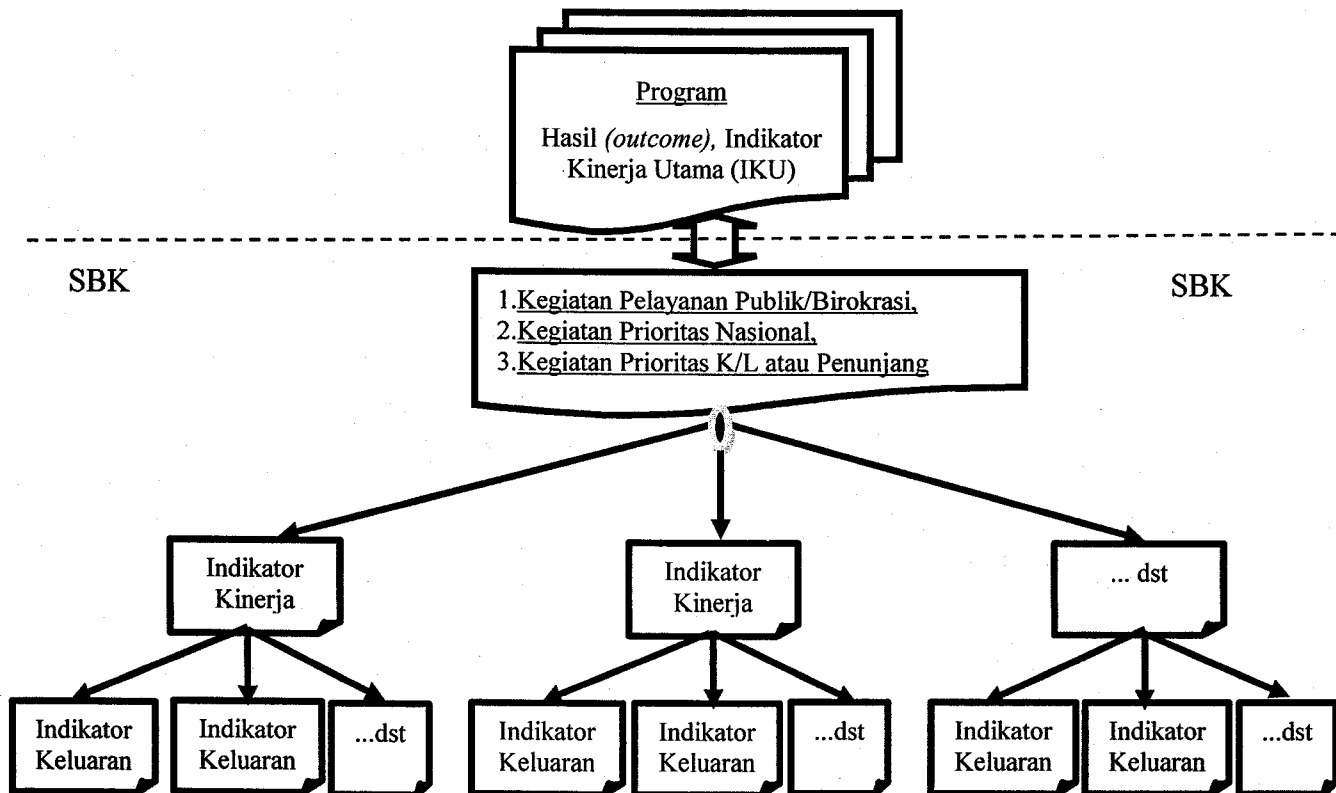 Program
Hasil (outcome), Indikator
Kinerja Utama (IKU)
SBK
SBK
1.Kegiatan Pelayanan Publik/Birokrasi,
2.Kegiatan Prioritas Nasional,
3.Kegiatan Prioritas K/L atau Penunjang
Indikator
Kinerja
Indikator
Kinerja
... dst
Indikator
Keluaran
Indikator
Keluaran
...dst
Indikator
Keluaran
Indikator
Keluaran
...dst
Indikator
Keluaran
Indikator
Keluaran
...dst